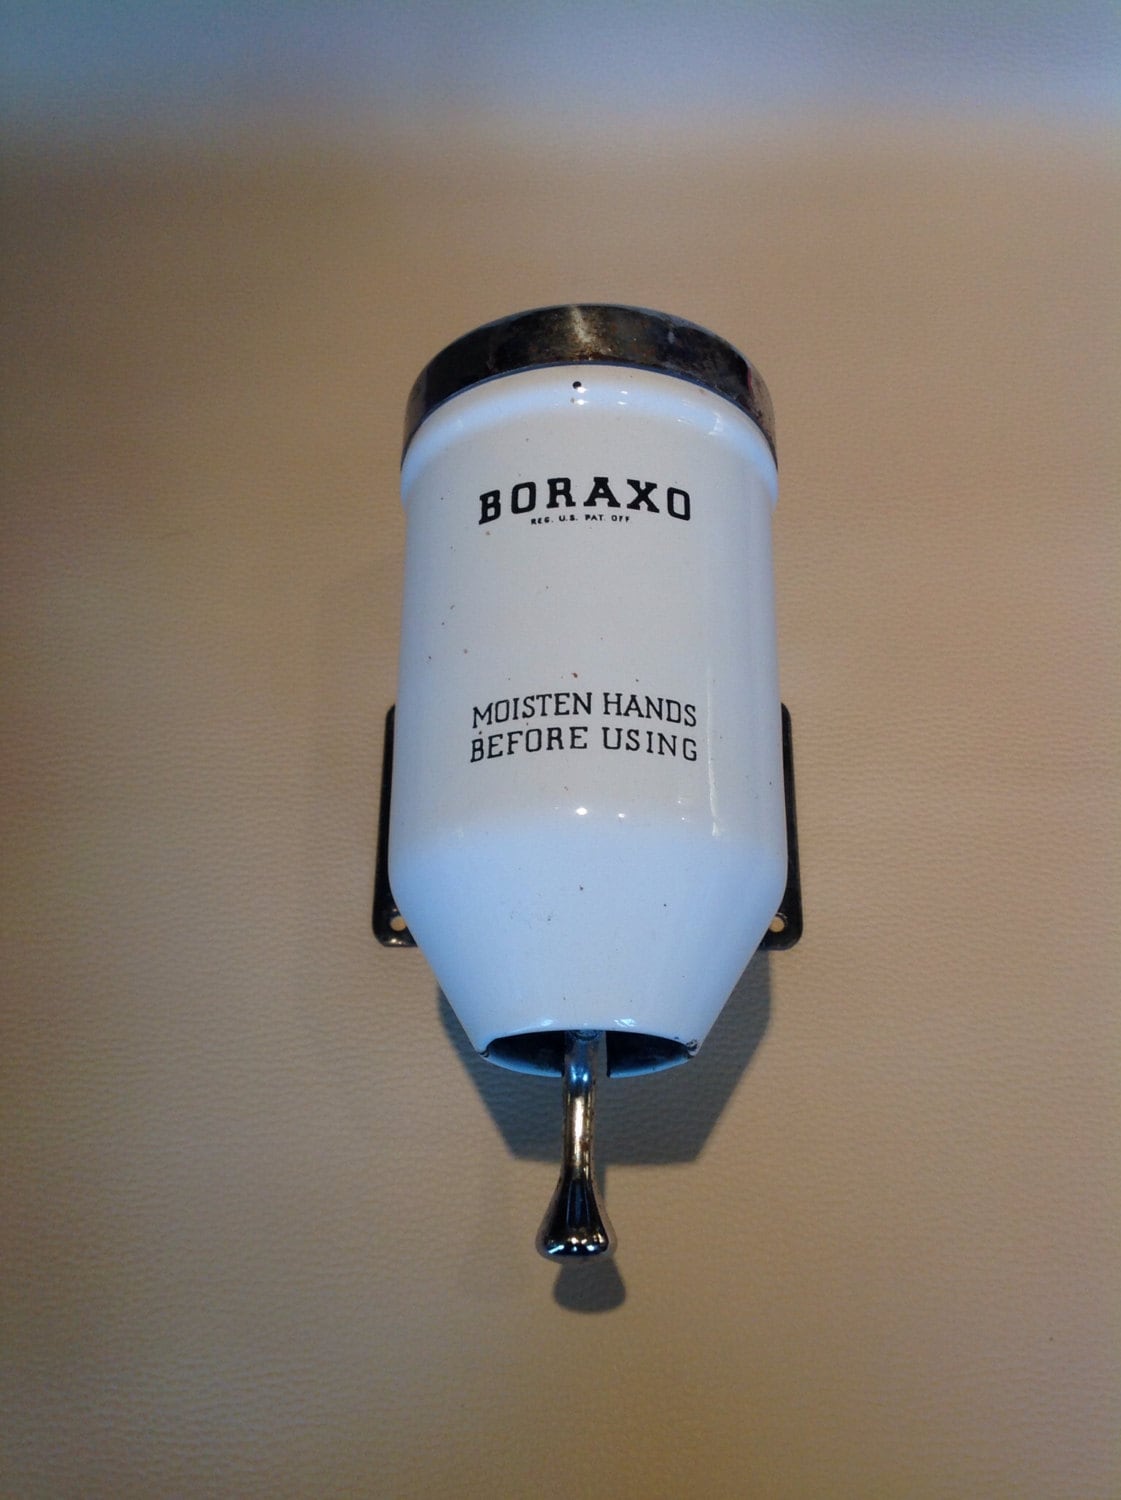 BORAXO
REG. U.S. PAT. OFF
MOISTEN HANDS
BEFORE USING